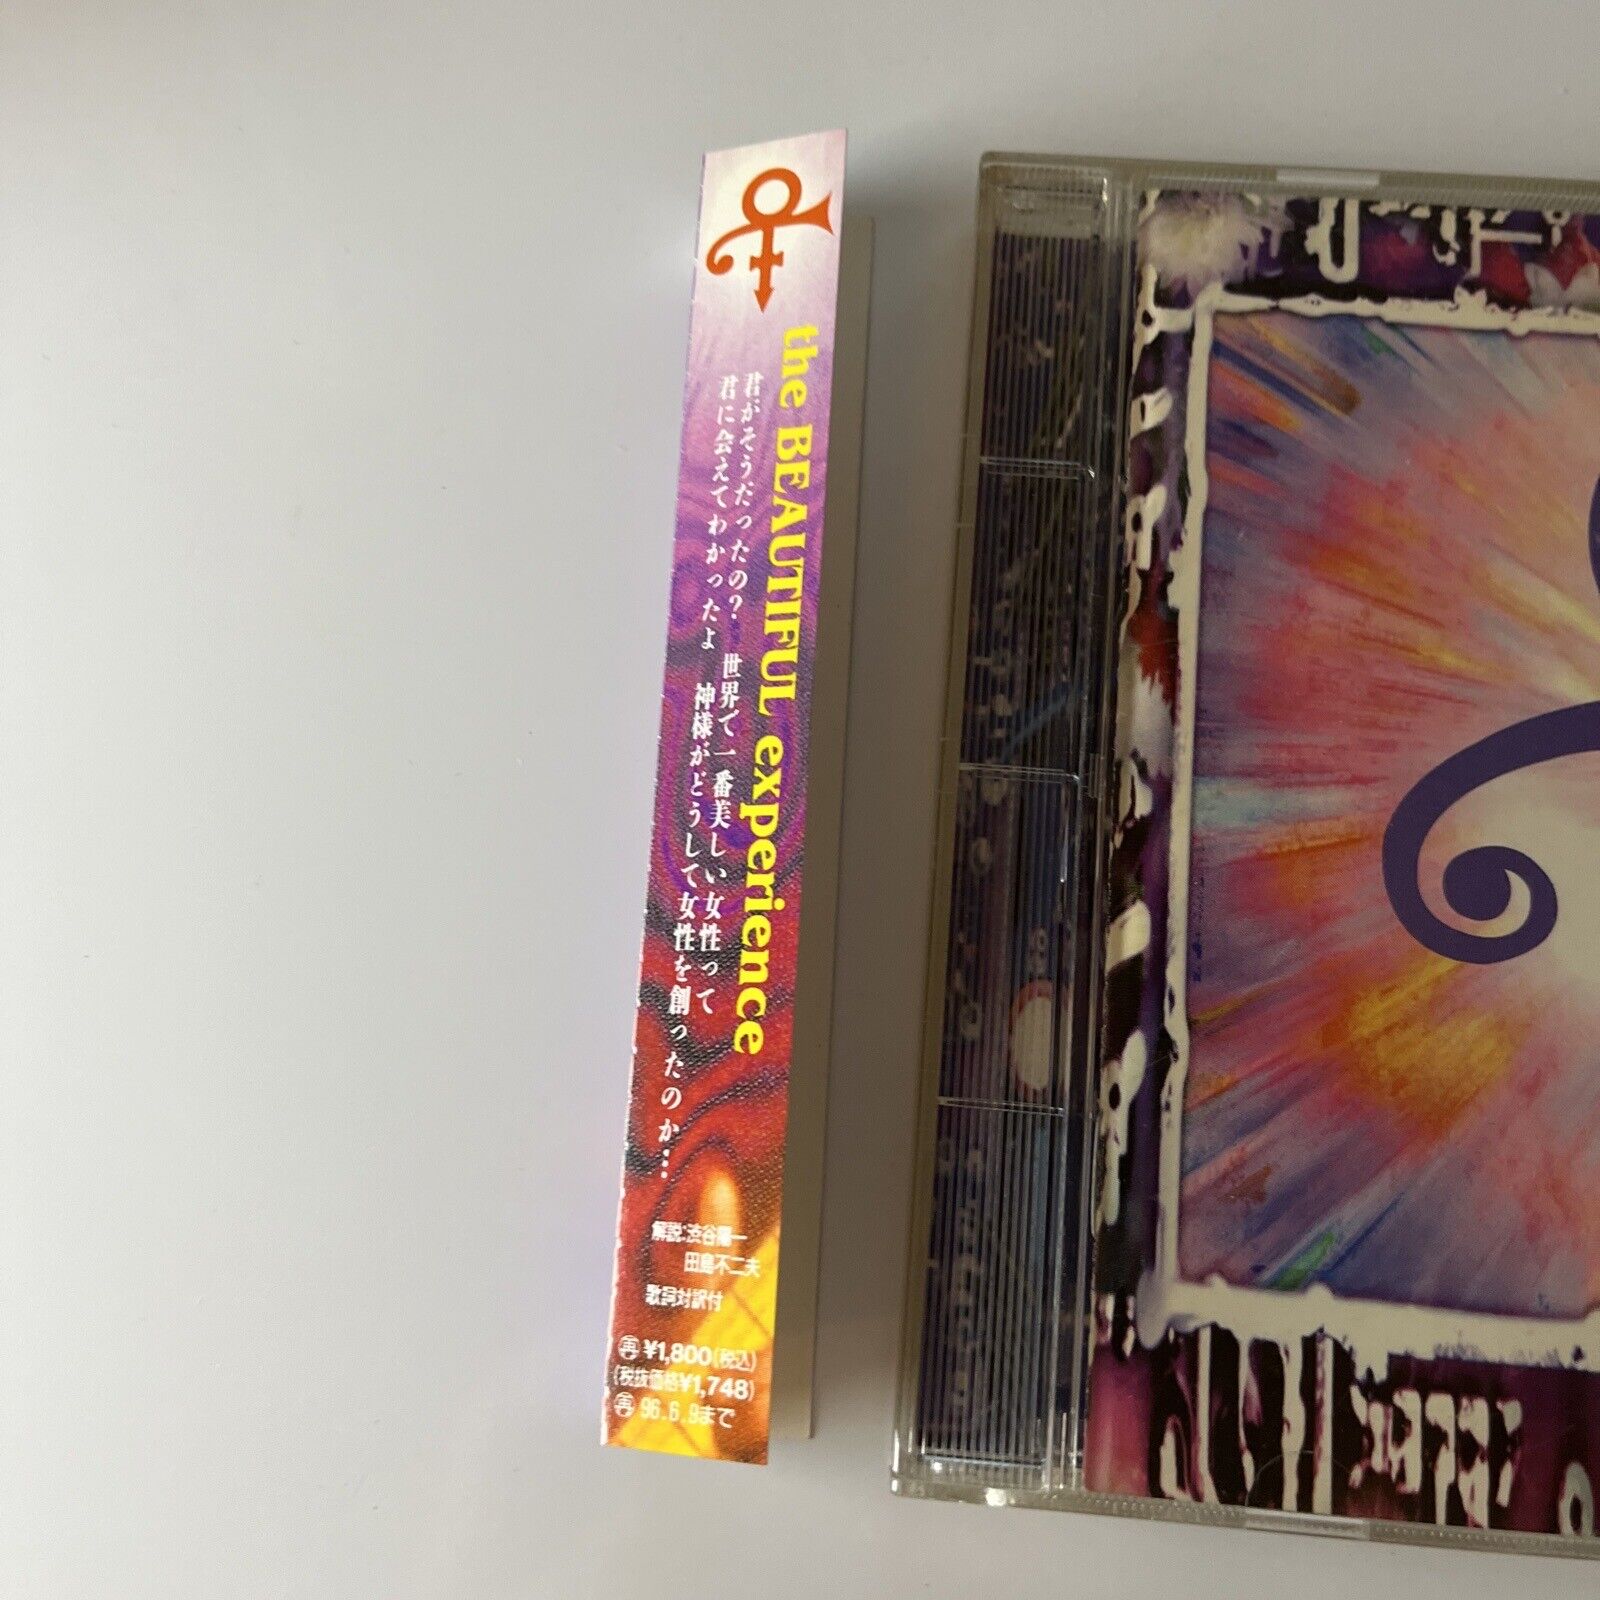 the BEAUTIFUL experience
君がそうだったの? 世界で一番美しい女性って
君に会えてわかったよ 神様がどうして女性を創ったのか…
解説:渋谷陽一
田島不二夫
歌詞対訳付
再 ¥1,800(税込)
(税抜価格¥1,748)
再 96.6.9まで